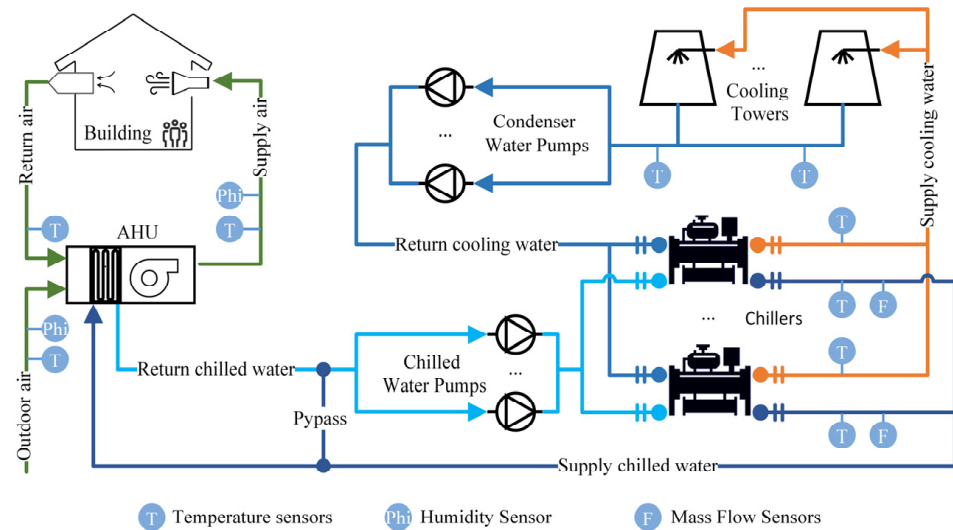 Return air
Building
Supply air
Phi
T
T
AHU
Phi
T
Outdoor air
Return chilled water
Pypass
Chilled
Water Pumps
...
Supply chilled water
Condenser
Water Pumps
...
Return cooling water
...
Cooling
Towers
T
T
Supply cooling water
T
T
F
... Chillers
T
T
F
T Temperature sensors
Phi Humidity Sensor
F Mass Flow Sensors